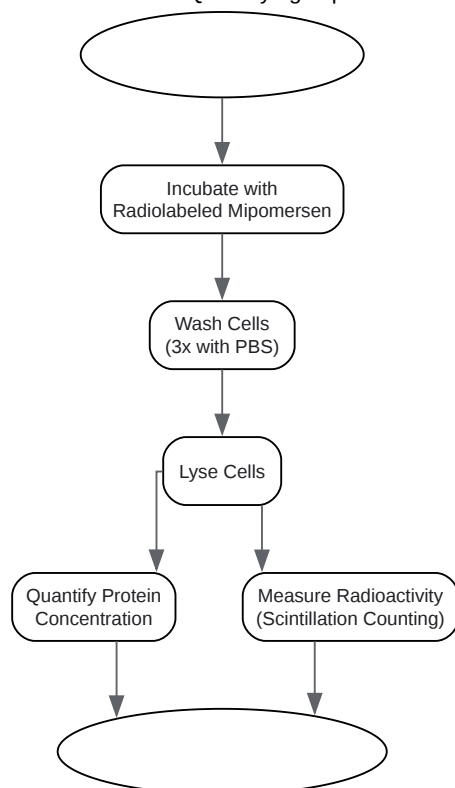 Incubate with
Radiolabeled Mipomersen
Wash Cells
(3x with PBS)
Lyse Cells
Quantify Protein
Concentration
Measure Radioactivity
(Scintillation Counting)